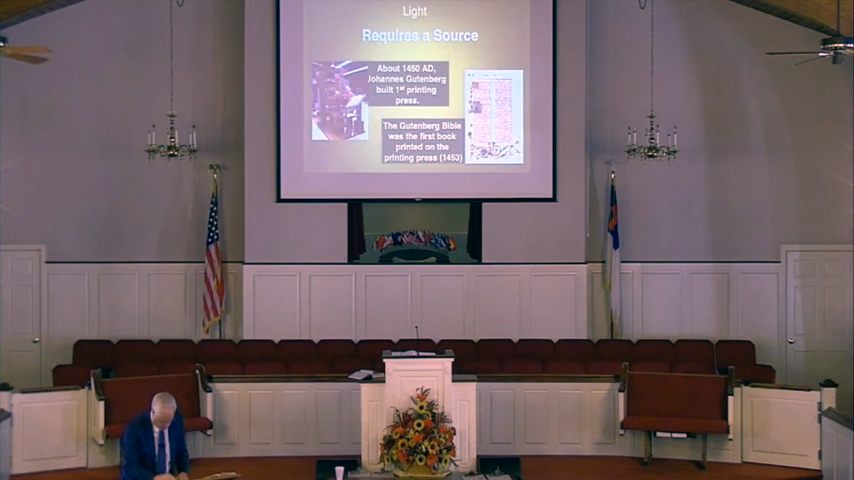 Light
Requires a Source
About 1450 AD,
Johannes Gutenberg
built 1st printing
press.
The Gutenberg Bible
was the first book
printed on the
printing press (1453)